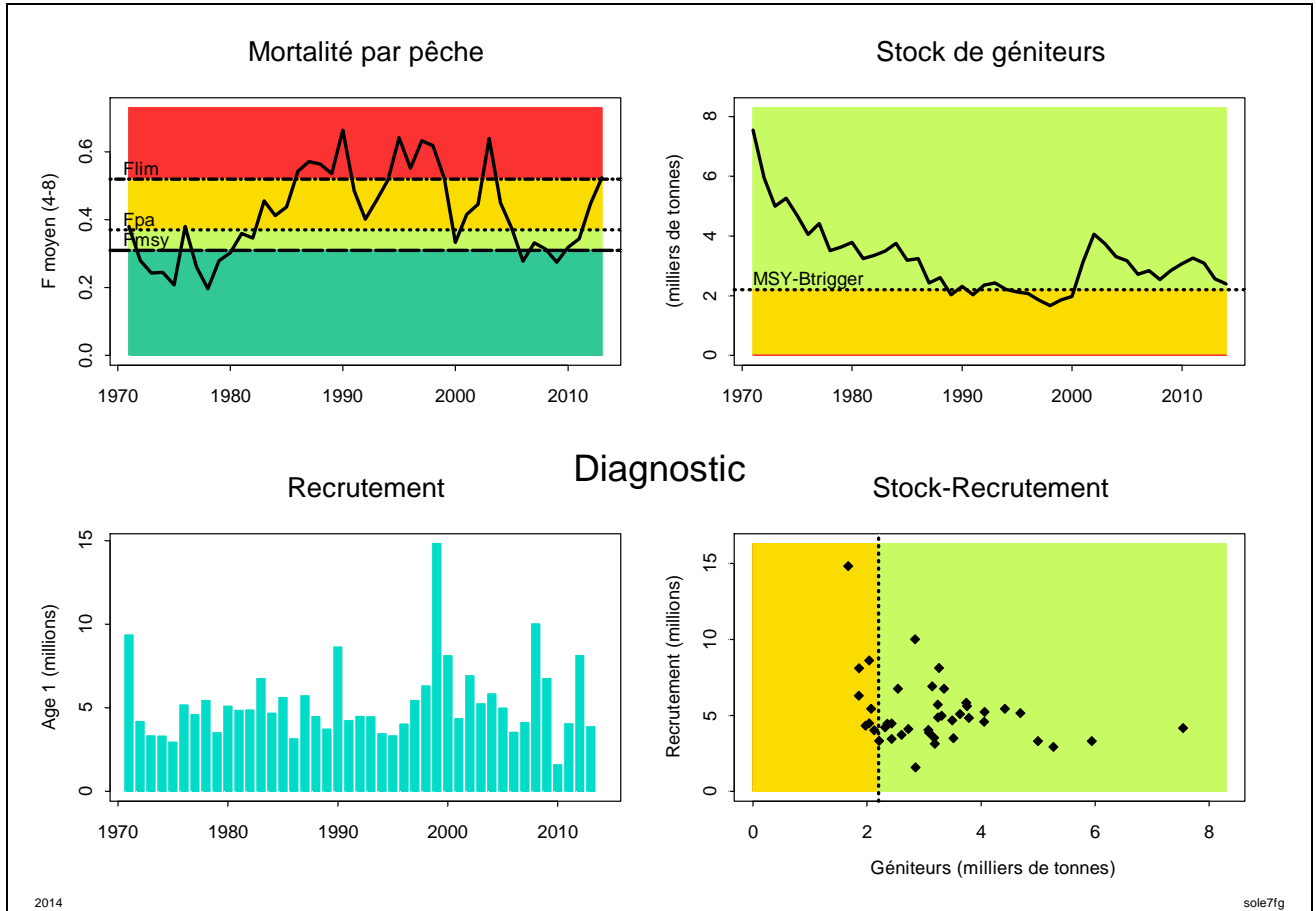 Mortalité par pêche
F moyen (4-8)
0.0 0.2 0.4 0.6
Flim
Fpa
Fmsy
1970 1980 1990 2000 2010
Stock de géniteurs
(milliers de tonnes)
0 2 4 6 8
MSY-Btrigger
1970 1980 1990 2000 2010
Diagnostic
Recrutement
Age 1 (millions)
0 5 10 15
1970 1980 1990 2000 2010
Stock-Recrutement
Recrutement (millions)
0 5 10 15
0 2 4 6 8
Géniteurs (milliers de tonnes)
2014
sole7fg